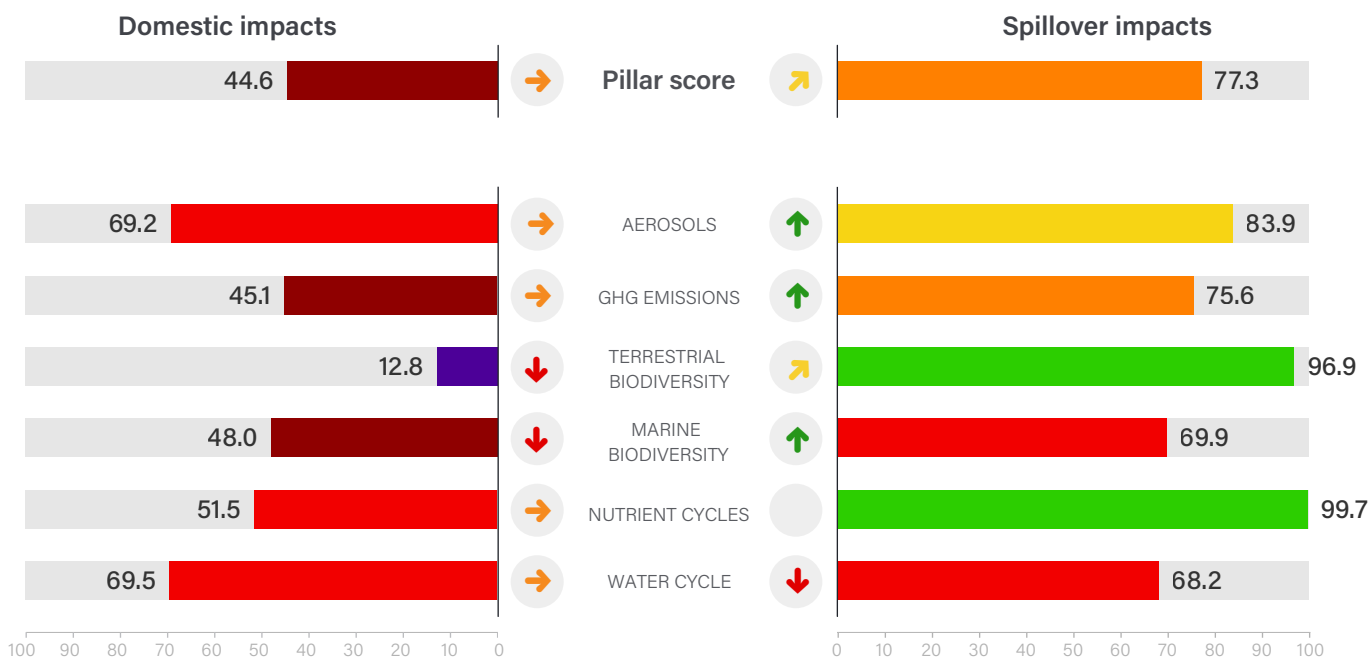 Domestic impacts
Spillover impacts
44.6
Pillar score
77.3
69.2
AEROSOLS
83.9
45.1
GHG EMISSIONS
75.6
12.8
TERRESTRIAL
BIODIVERSITY
96.9
48.0
MARINE
BIODIVERSITY
69.9
51.5
NUTRIENT CYCLES
99.7
69.5
WATER CYCLE
68.2
100 90 80 70 60 50 40 30 20 10 0
0 10 20 30 40 50 60 70 80 90 100